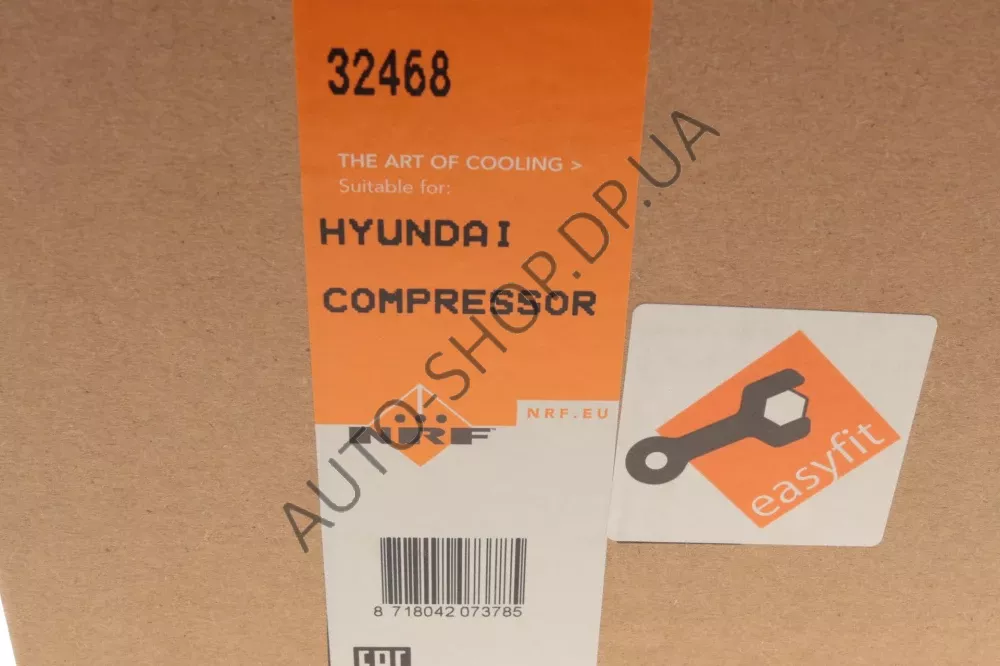 32468
THE ART OF COOLING >
Suitable for:
HYUNDAI
COMPRESSOR
NRF.EU
NRF
easyfit
8 718042 073785
EAC
AUTO-SHOP.DP.UA